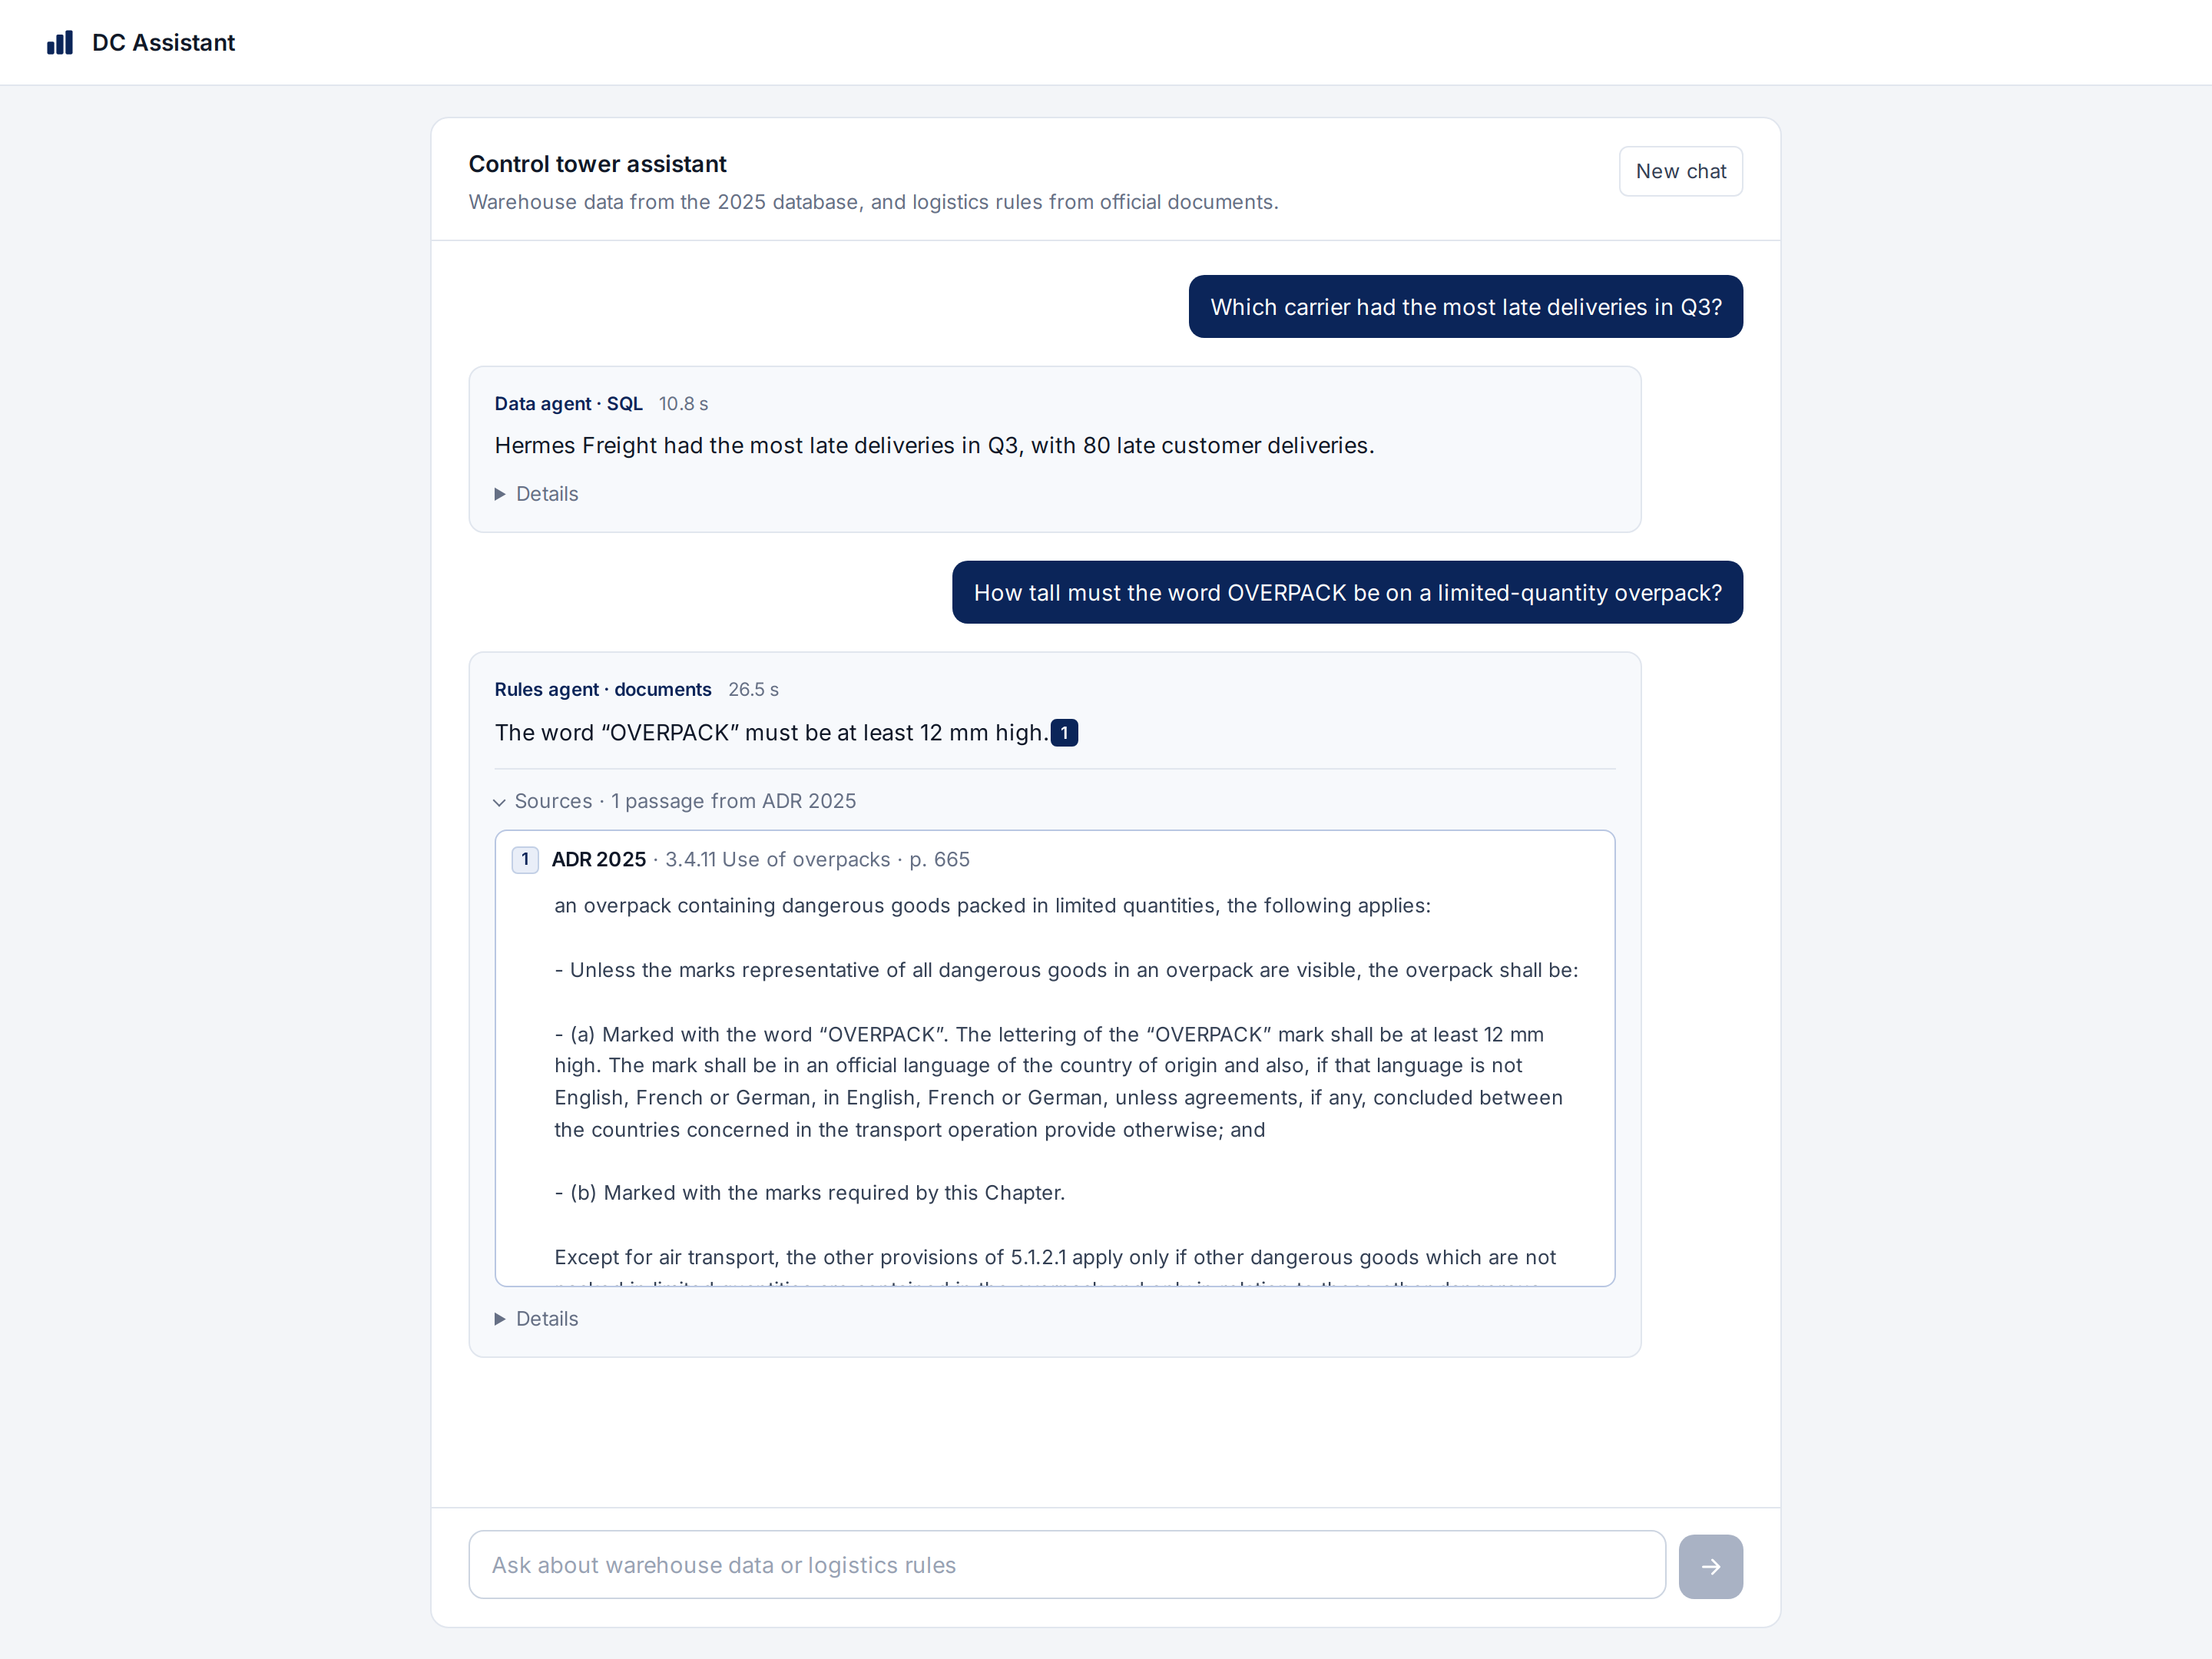 DC Assistant
Control tower assistant
New chat
Warehouse data from the 2025 database, and logistics rules from official documents.
Which carrier had the most late deliveries in Q3?
Data agent · SQL 10.8 s
Hermes Freight had the most late deliveries in Q3, with 80 late customer deliveries.
Details
How tall must the word OVERPACK be on a limited-quantity overpack?
Rules agent · documents 26.5 s
The word “OVERPACK” must be at least 12 mm high. 1
Sources · 1 passage from ADR 2025
1 ADR 2025 · 3.4.11 Use of overpacks · p. 665
an overpack containing dangerous goods packed in limited quantities, the following applies:
- Unless the marks representative of all dangerous goods in an overpack are visible, the overpack shall be:
- (a) Marked with the word “OVERPACK”. The lettering of the “OVERPACK” mark shall be at least 12 mm
high. The mark shall be in an official language of the country of origin and also, if that language is not
English, French or German, in English, French or German, unless agreements, if any, concluded between
the countries concerned in the transport operation provide otherwise; and
- (b) Marked with the marks required by this Chapter.
Except for air transport, the other provisions of 5.1.2.1 apply only if other dangerous goods which are not
Details
Ask about warehouse data or logistics rules